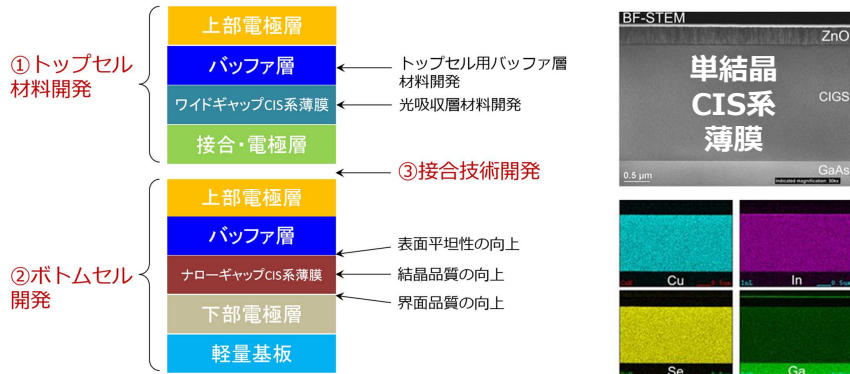 上部電極層
①トップセル
材料開発
バッファ層
トップセル用バッファ層
材料開発
ワイドギャップCIS系薄膜
光吸収層材料開発
接合・電極層
③接合技術開発
上部電極層
バッファ層
表面平坦性の向上
②ボトムセル
開発
ナローギャップCIS系薄膜
結晶品質の向上
界面品質の向上
下部電極層
軽量基板
BF-STEM
ZnO
単結晶
CIS系
薄膜
CIGS
GaAs
0.5 μm
Indicated magnification: 30kx
Cu
In
Se
Ga